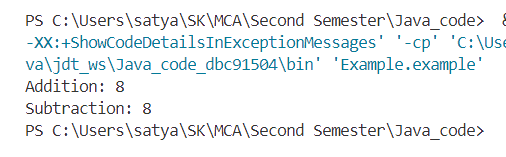 PS C:\Users\satya\SK\MCA\Second Semester\Java_code> &
-XX:+ShowCodeDetailsInExceptionMessages' '-cp' 'C:\Use
va\jdt_ws\Java_code_dbc91504\bin' 'Example.example'
Addition: 8
Subtraction: 8
PS C:\Users\satya\SK\MCA\Second Semester\Java_code>